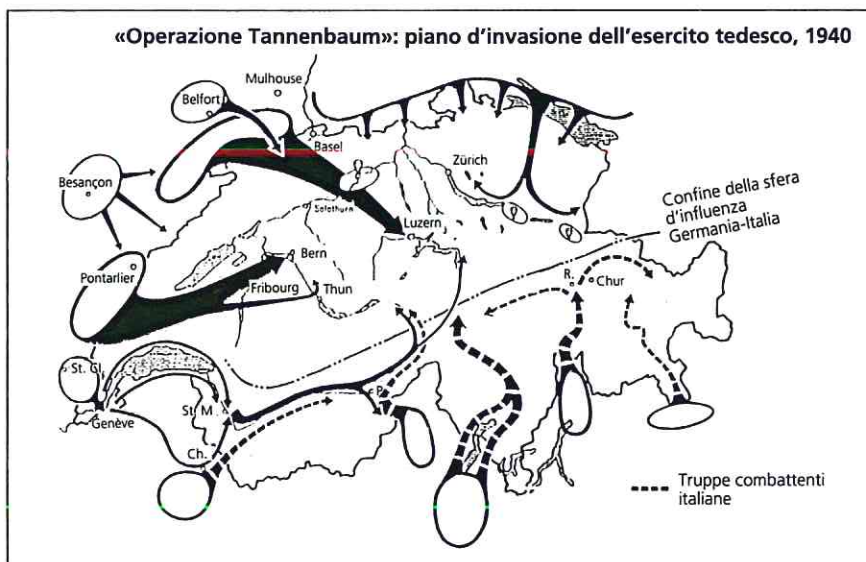 «Operazione Tannenbaum»: piano d'invasione dell'esercito tedesco, 1940
Mulhouse
Belfort
Basel
Zürich
Besançon
Confine della sfera
d'influenza
Germania-Italia
Solothurn
Luzern
Bern
Pontarlier
Fribourg
Thun
R.
Chur
St. Cl.
P.
St. M.
Genève
Ch.
Truppe combattenti
italiane